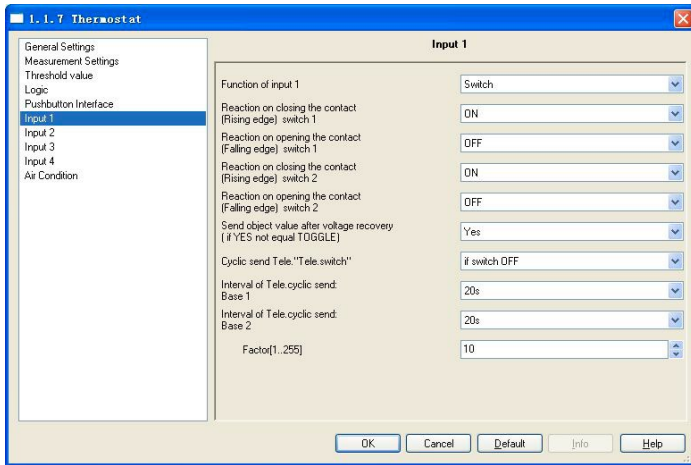 1.1.7 Thermostat
General Settings
Measurement Settings
Threshold value
Logic
Pushbutton Interface
Input 1
Input 2
Input 3
Input 4
Air Condition
Input 1
Function of input 1
Switch
Reaction on closing the contact
(Rising edge) switch 1
ON
Reaction on opening the contact
(Falling edge) switch 1
OFF
Reaction on closing the contact
(Rising edge) switch 2
ON
Reaction on opening the contact
(Falling edge) switch 2
OFF
Send object value after voltage recovery
( if YES not equal TOGGLE)
Yes
Cyclic send Tele."Tele.switch"
if switch OFF
Interval of Tele.cyclic send:
Base 1
20s
Interval of Tele.cyclic send:
Base 2
20s
Factor[1..255]
10
OK
Cancel
Default
Info
Help